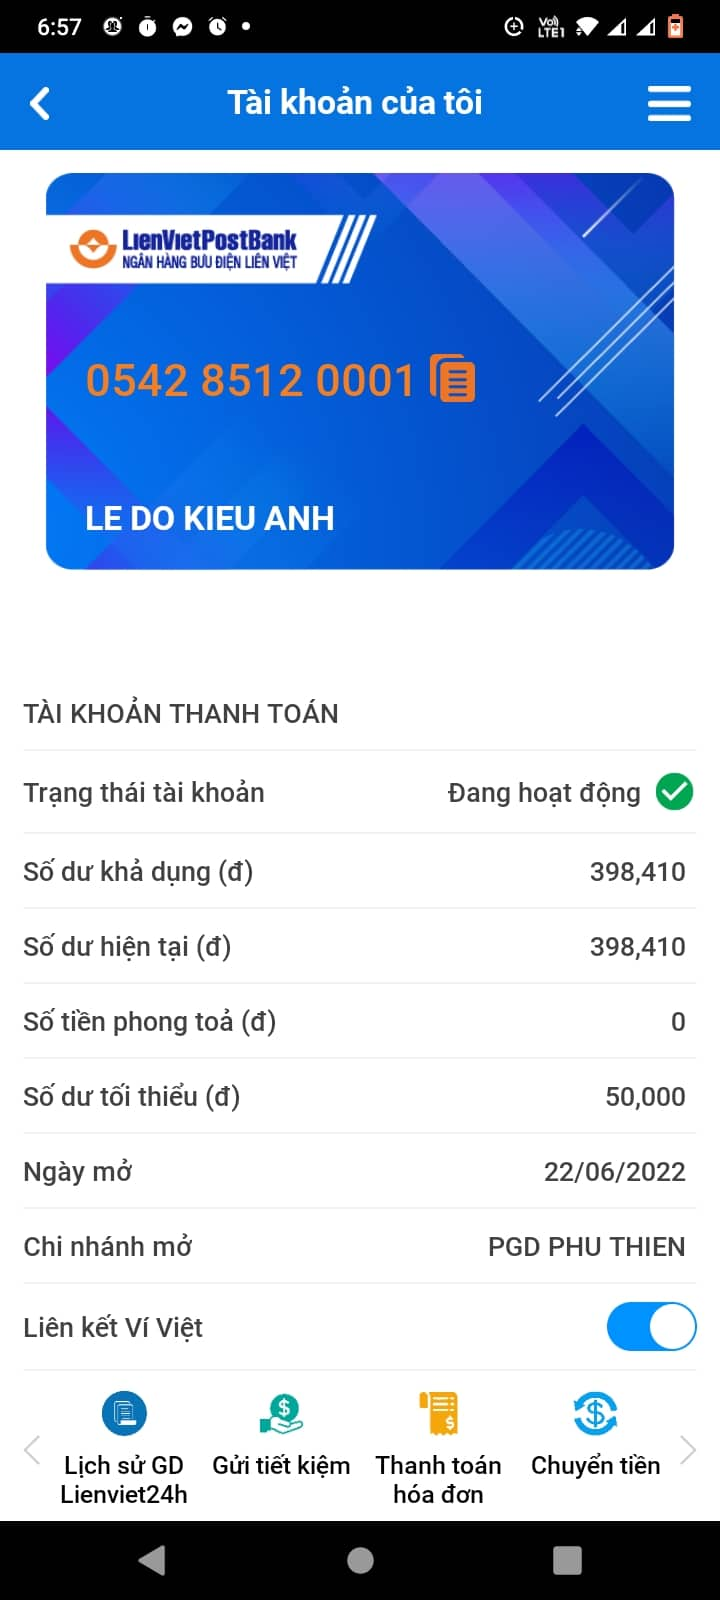 6:57
Vo) LTE1
Tài khoản của tôi
LienVietPostBank
NGÂN HÀNG BƯU ĐIỆN LIÊN VIỆT
0542 8512 0001
LE DO KIEU ANH
TÀI KHOẢN THANH TOÁN
Trạng thái tài khoản Đang hoạt động
Số dư khả dụng (đ) 398,410
Số dư hiện tại (đ) 398,410
Số tiền phong toả (đ) 0
Số dư tối thiểu (đ) 50,000
Ngày mở 22/06/2022
Chi nhánh mở PGD PHU THIEN
Liên kết Ví Việt
Lịch sử GD Lienviet24h
Gửi tiết kiệm
Thanh toán hóa đơn
Chuyển tiền